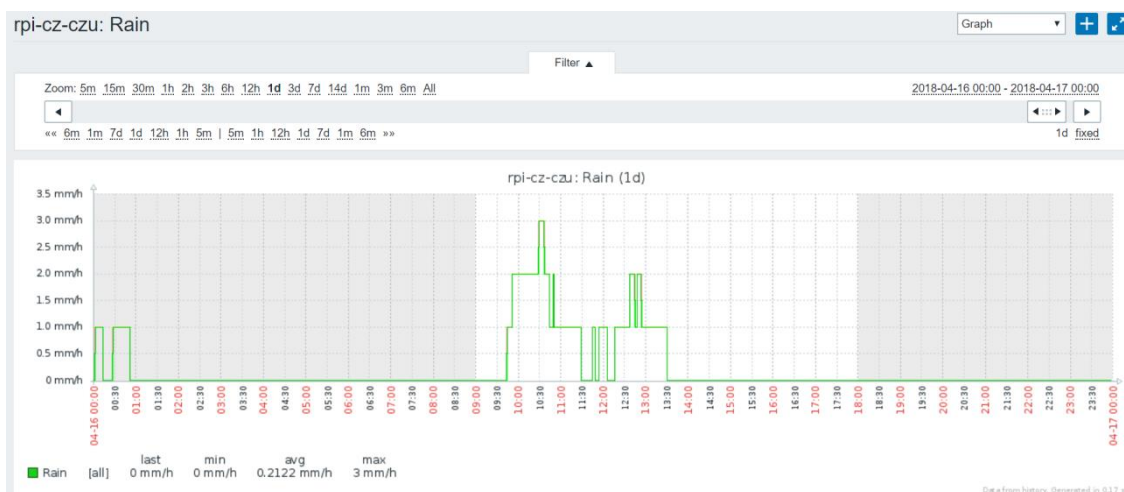 rpi-cz-czu: Rain
Graph
Filter
Zoom: 5m 15m 30m 1h 2h 3h 6h 12h 1d 3d 7d 14d 1m 3m 6m All
2018-04-16 00:00 - 2018-04-17 00:00
«« 6m 1m 7d 1d 12h 1h 5m | 5m 1h 12h 1d 7d 1m 6m »»
1d fixed
rpi-cz-czu: Rain (1d)
3.5 mm/h
3.0 mm/h
2.5 mm/h
2.0 mm/h
1.5 mm/h
1.0 mm/h
0.5 mm/h
0 mm/h
04-16 00:00 00:30 01:00 01:30 02:00 02:30 03:00 03:30 04:00 04:30 05:00 05:30 06:00 06:30 07:00 07:30 08:00 08:30 09:00 09:30 10:00 10:30 11:00 11:30 12:00 12:30 13:00 13:30 14:00 14:30 15:00 15:30 16:00 16:30 17:00 17:30 18:00 18:30 19:00 19:30 20:00 20:30 21:00 21:30 22:00 22:30 23:00 23:30 04-17 00:00
last min avg max
Rain [all] 0 mm/h 0 mm/h 0.2122 mm/h 3 mm/h
Data from history. Generated in 0.17 s